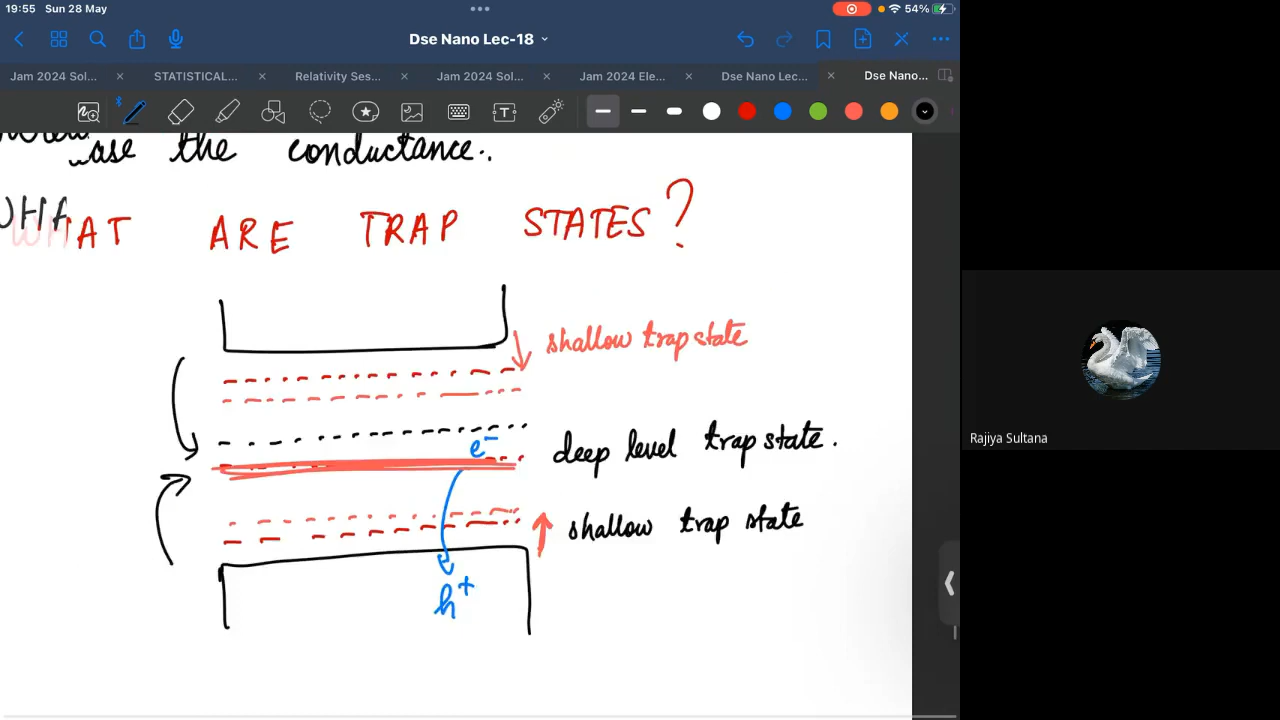 19:55 Sun 28 May
54%
Dse Nano Lec-18
Jam 2024 Sol...
STATISTICAL...
Relativity Ses...
Jam 2024 Sol...
Jam 2024 Ele...
Dse Nano Lec...
Dse Nano...
the conductance.
WHAT ARE TRAP STATES?
shallow trap state
e⁻
deep level trap state.
shallow trap state
h⁺
Rajiya Sultana